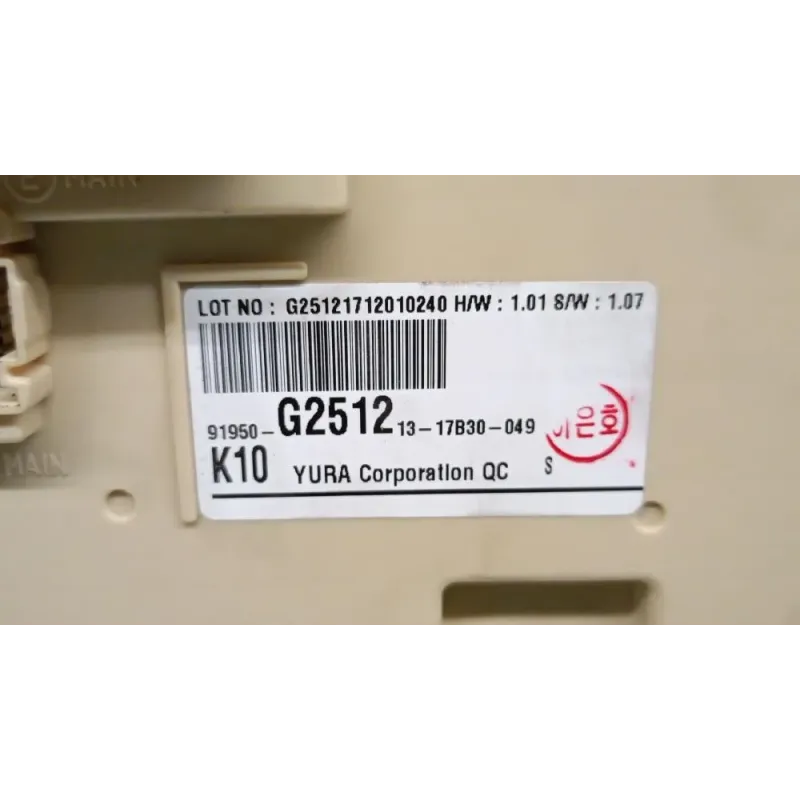 MAIN
LOT NO : G25121712010240 H/W : 1.01 S/W : 1.07
91950-G2512 13-17B30-049
K10 YURA Corporation QC S
MAIN